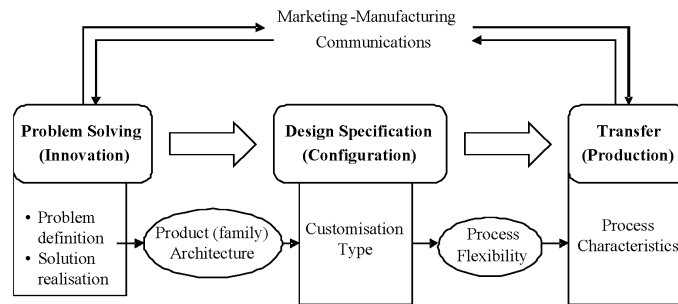 Marketing-Manufacturing
Communications
Problem Solving
(Innovation)
Design Specification
(Configuration)
Transfer
(Production)
• Problem
definition
• Solution
realisation
Product (family)
Architecture
Customisation
Type
Process
Flexibility
Process
Characteristics